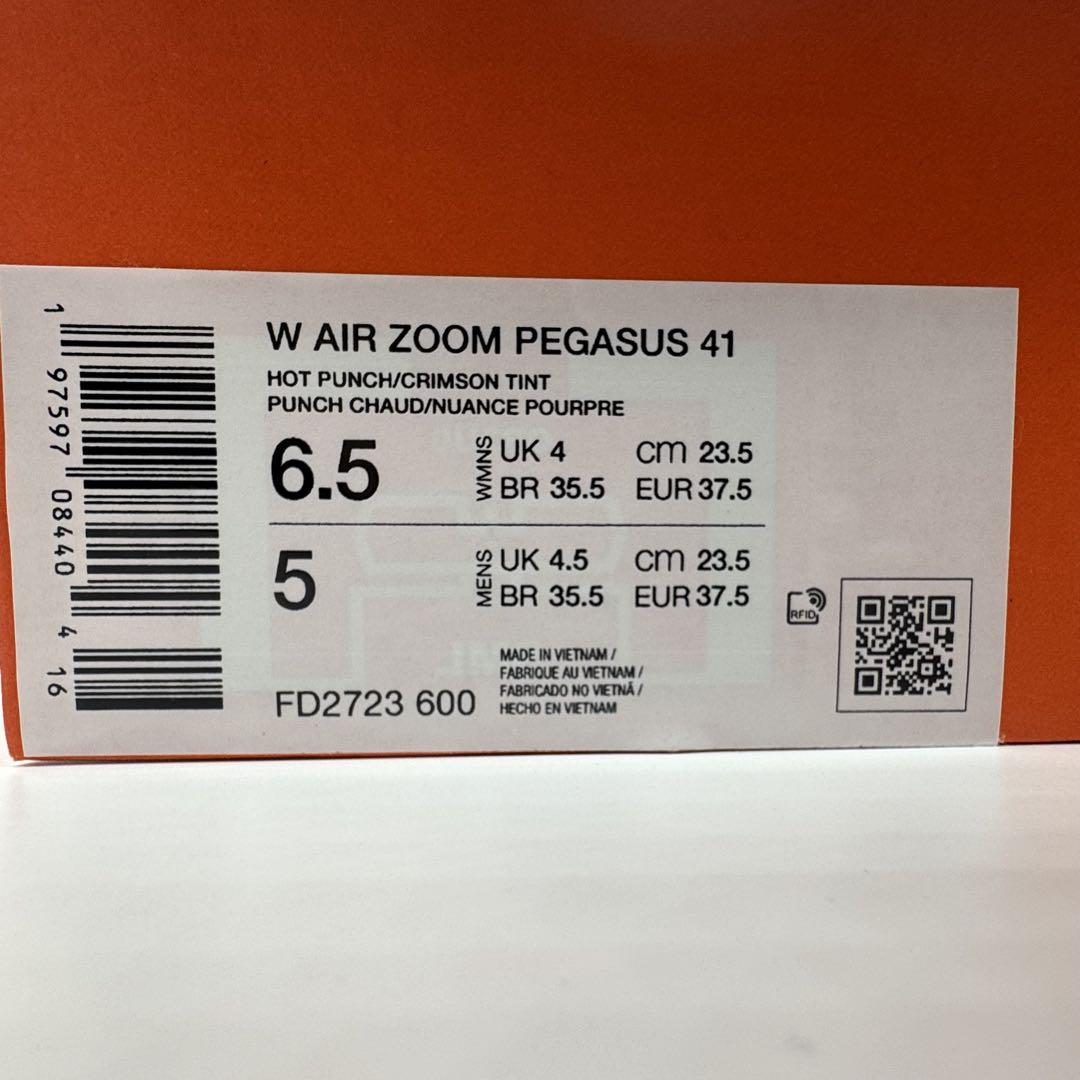 W AIR ZOOM PEGASUS 41
HOT PUNCH/CRIMSON TINT
PUNCH CHAUD/NUANCE POURPRE
6.5 WMNS UK 4 cm 23.5
BR 35.5 EUR 37.5
5 MENS UK 4.5 cm 23.5
BR 35.5 EUR 37.5
RFID
MADE IN VIETNAM /
FABRIQUE AU VIETNAM /
FABRICADO NO VIETNÃ /
HECHO EN VIETNAM
FD2723 600
1 97597 08440 4 16